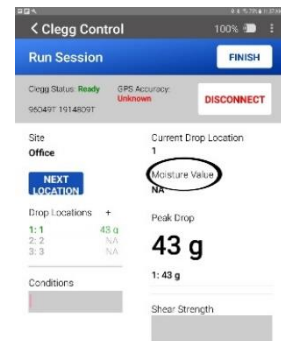 Clegg Control 100%
Run Session FINISH
Clegg Status: Ready GPS Accuracy:
Unknown DISCONNECT
96049T 1914809T
Site Current Drop Location
Office 1
NEXT
LOCATION
Moisture Value
NA
Drop Locations +
1: 1 43 g
2: 2 NA
3: 3 NA
Peak Drop
43 g
1: 43 g
Conditions
Shear Strength